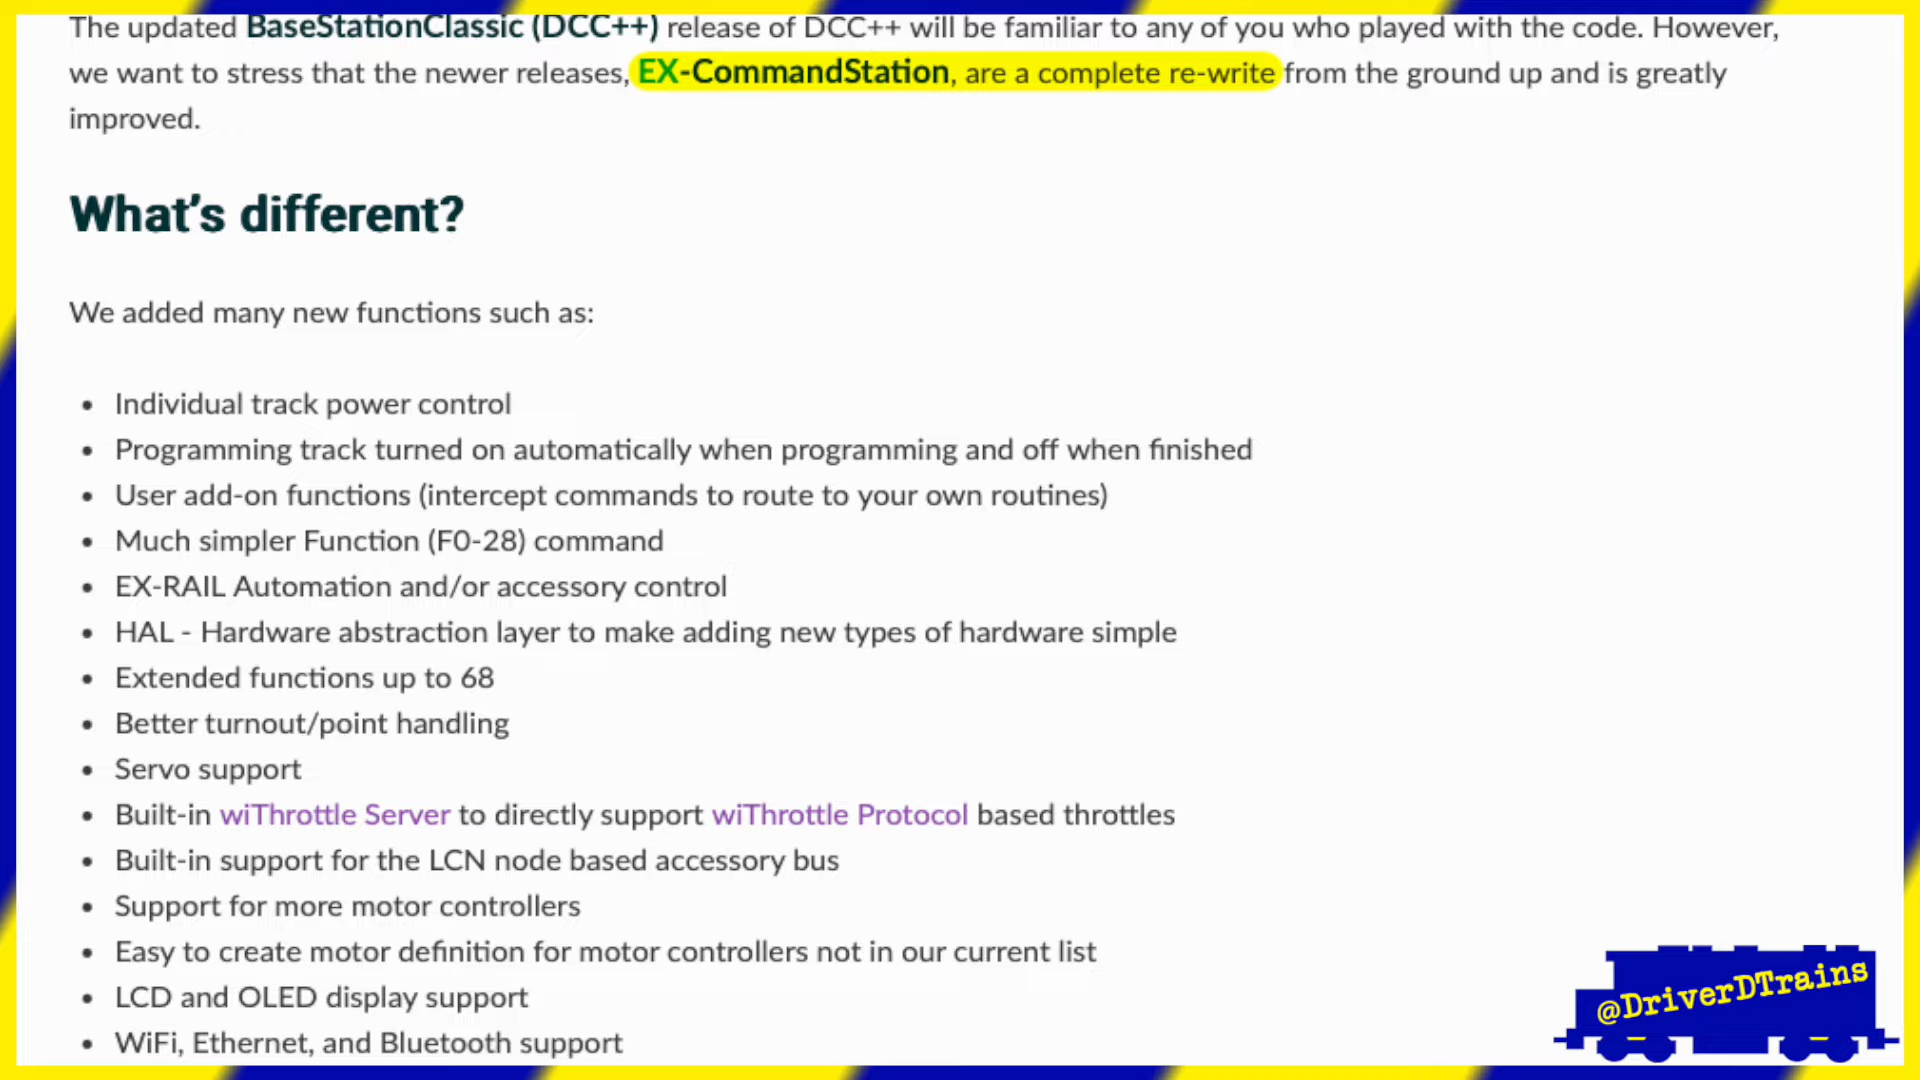 The updated BaseStationClassic (DCC++) release of DCC++ will be familiar to any of you who played with the code. However,
we want to stress that the newer releases, EX-CommandStation, are a complete re-write from the ground up and is greatly
improved.
What's different?
We added many new functions such as:
• Individual track power control
• Programming track turned on automatically when programming and off when finished
• User add-on functions (intercept commands to route to your own routines)
• Much simpler Function (F0-28) command
• EX-RAIL Automation and/or accessory control
• HAL - Hardware abstraction layer to make adding new types of hardware simple
• Extended functions up to 68
• Better turnout/point handling
• Servo support
• Built-in wiThrottle Server to directly support wiThrottle Protocol based throttles
• Built-in support for the LCN node based accessory bus
• Support for more motor controllers
• Easy to create motor definition for motor controllers not in our current list
• LCD and OLED display support
• WiFi, Ethernet, and Bluetooth support
@DriverDTrains